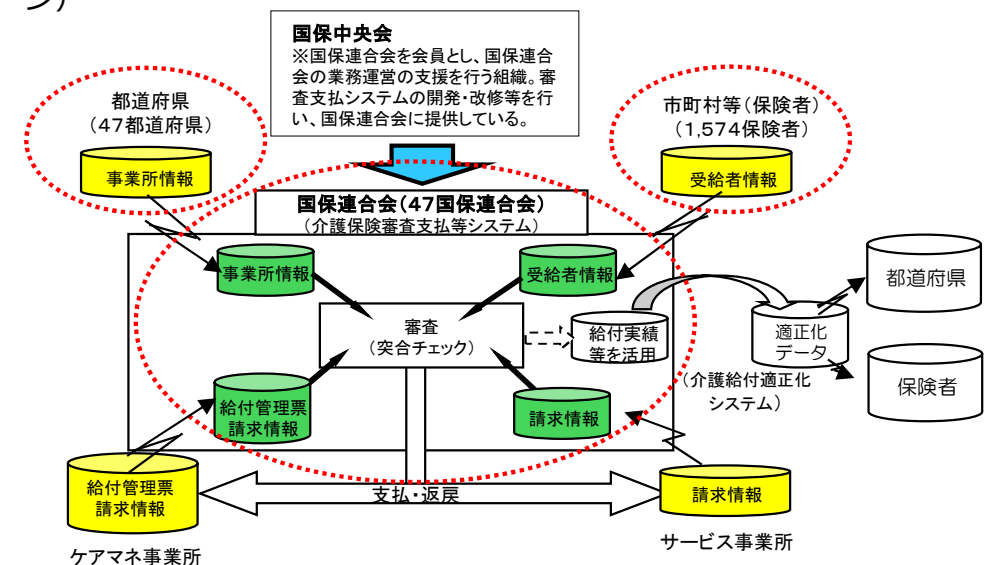 ン)
国保中央会
※国保連合会を会員とし、国保連合
会の業務運営の支援を行う組織。審
査支払システムの開発・改修等を行
い、国保連合会に提供している。
都道府県
(47都道府県)
事業所情報
市町村等(保険者)
(1,574保険者)
受給者情報
国保連合会(47国保連合会)
(介護保険審査支払等システム)
事業所情報
受給者情報
審査
(突合チェック)
給付実績
等を活用
適正化
データ
(介護給付適正化
システム)
都道府県
保険者
給付管理票
請求情報
請求情報
給付管理票
請求情報
支払・返戻
請求情報
ケアマネ事業所
サービス事業所